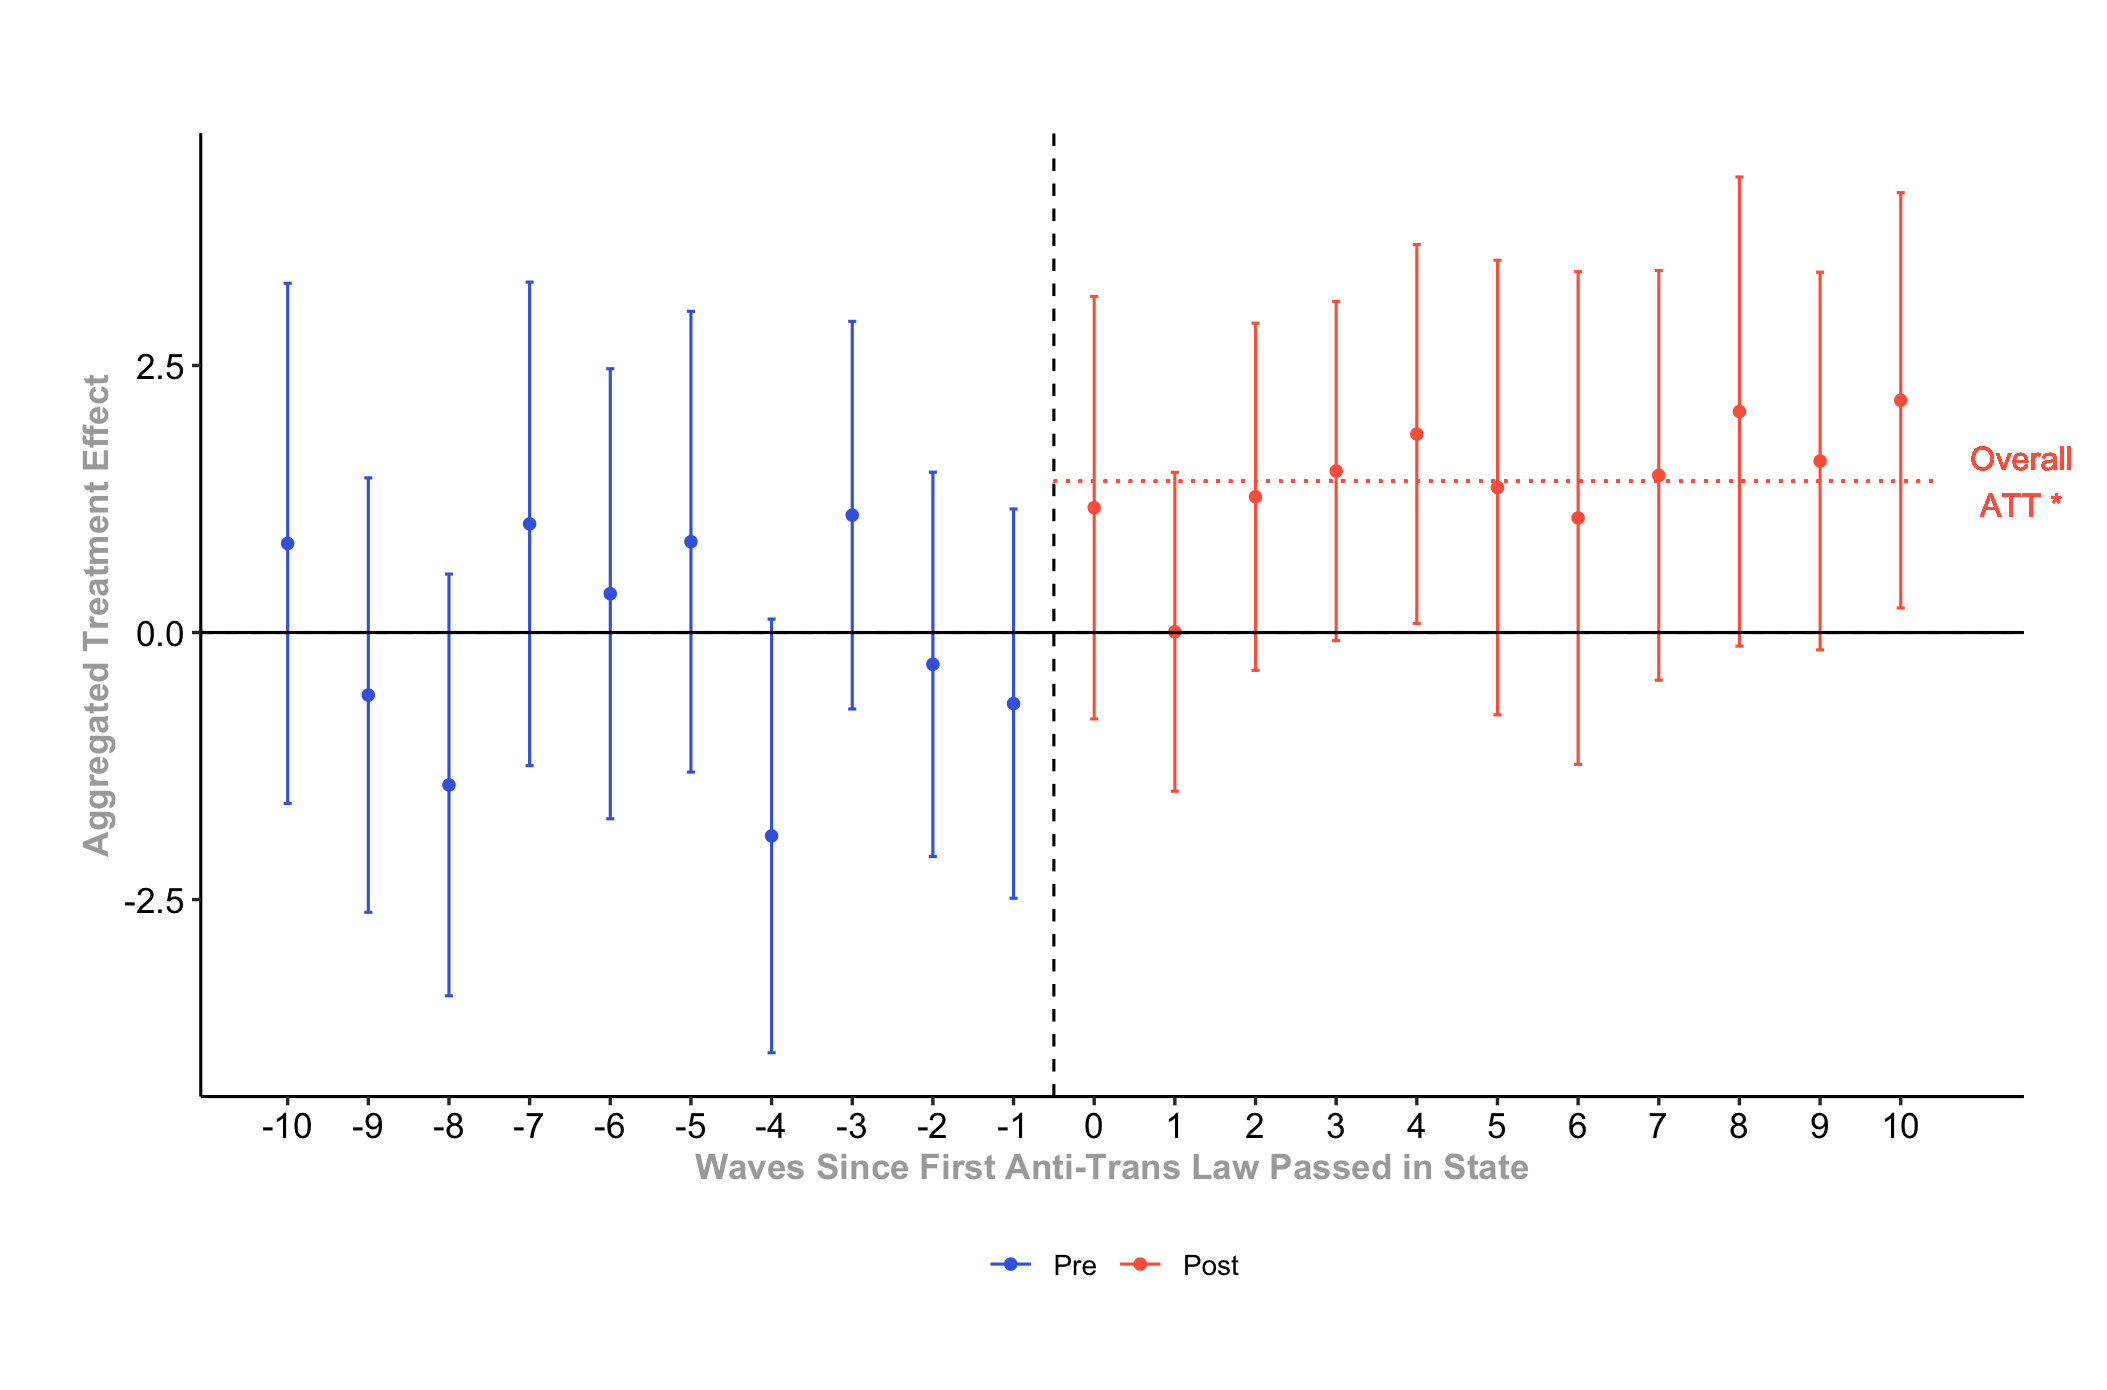 Aggregated Treatment Effect
2.5
0.0
-2.5
Overall
ATT *
-10 -9 -8 -7 -6 -5 -4 -3 -2 -1 0 1 2 3 4 5 6 7 8 9 10
Waves Since First Anti-Trans Law Passed in State
Pre Post